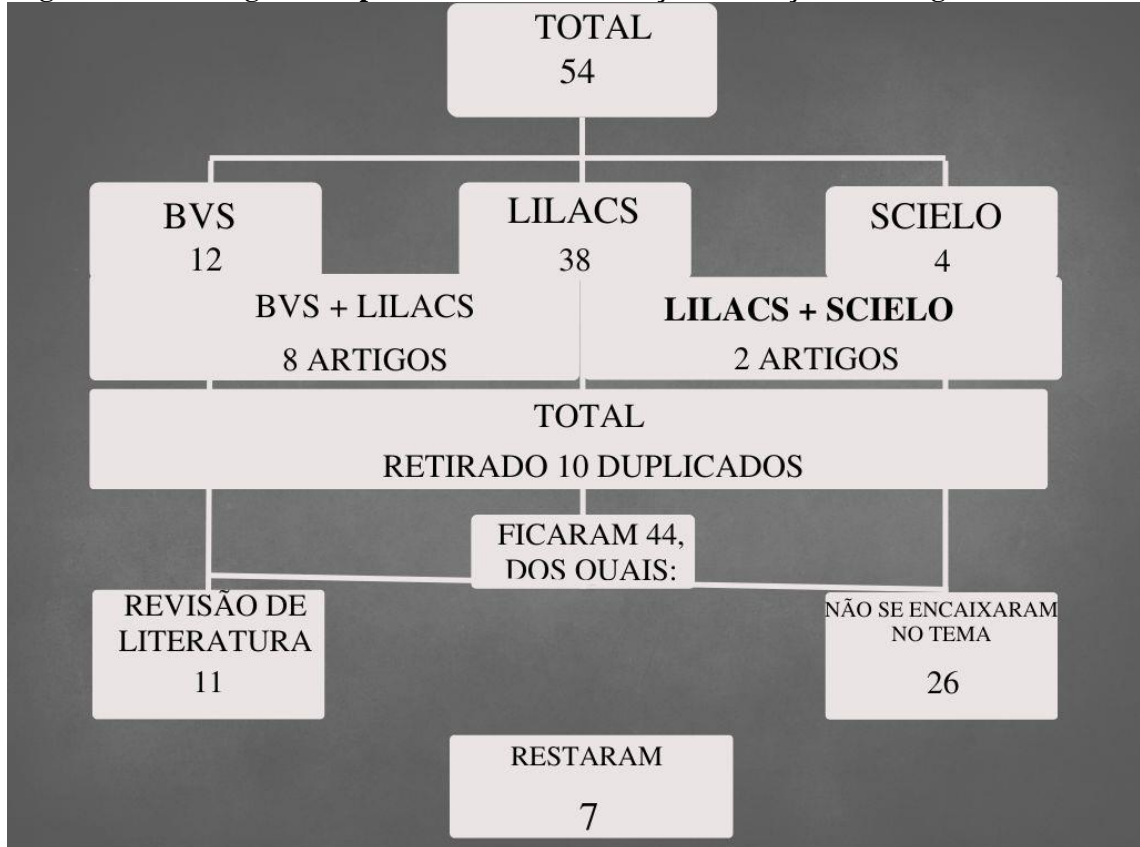 TOTAL
54
BVS
12
LILACS
38
SCIELO
4
BVS + LILACS
8 ARTIGOS
LILACS + SCIELO
2 ARTIGOS
TOTAL
RETIRADO 10 DUPLICADOS
FICARAM 44,
DOS QUAIS:
REVISÃO DE
LITERATURA
11
NÃO SE ENCAIXARAM
NO TEMA
26
RESTARAM
7